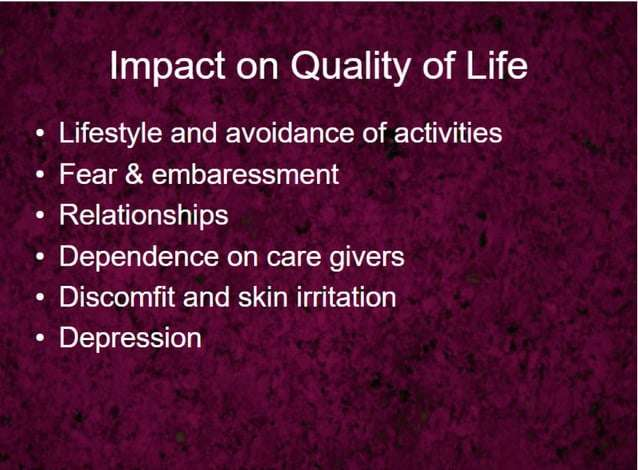 Impact on Quality of Life
• Lifestyle and avoidance of activities
• Fear & embaressment
• Relationships
• Dependence on care givers
• Discomfit and skin irritation
• Depression